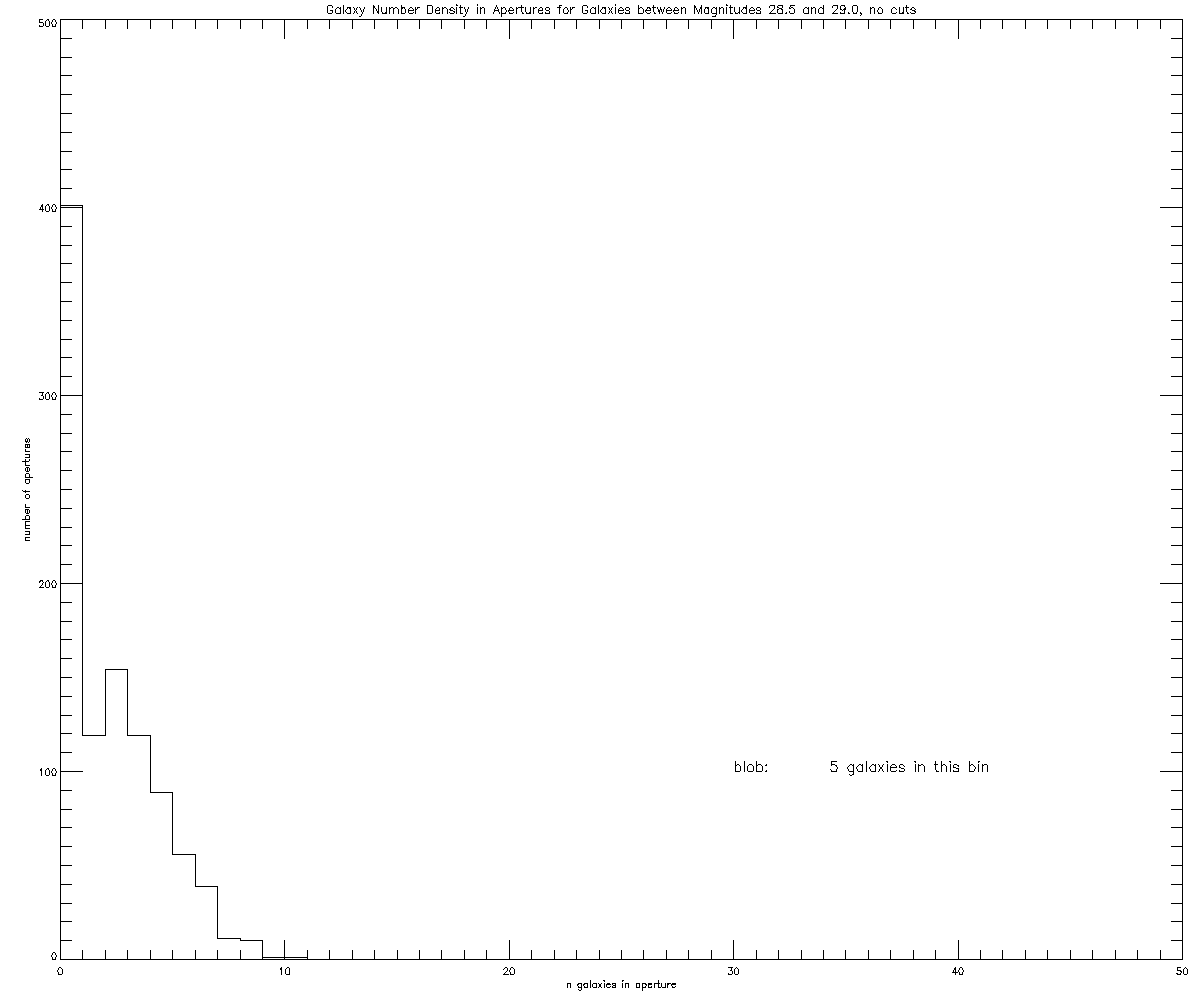 Galaxy Number Density in Apertures for Galaxies between Magnitudes 28.5 and 29.0, no cuts
500
400
300
200
100
0
number of apertures
blob: 5 galaxies in this bin
0 10 20 30 40 50
n galaxies in aperture